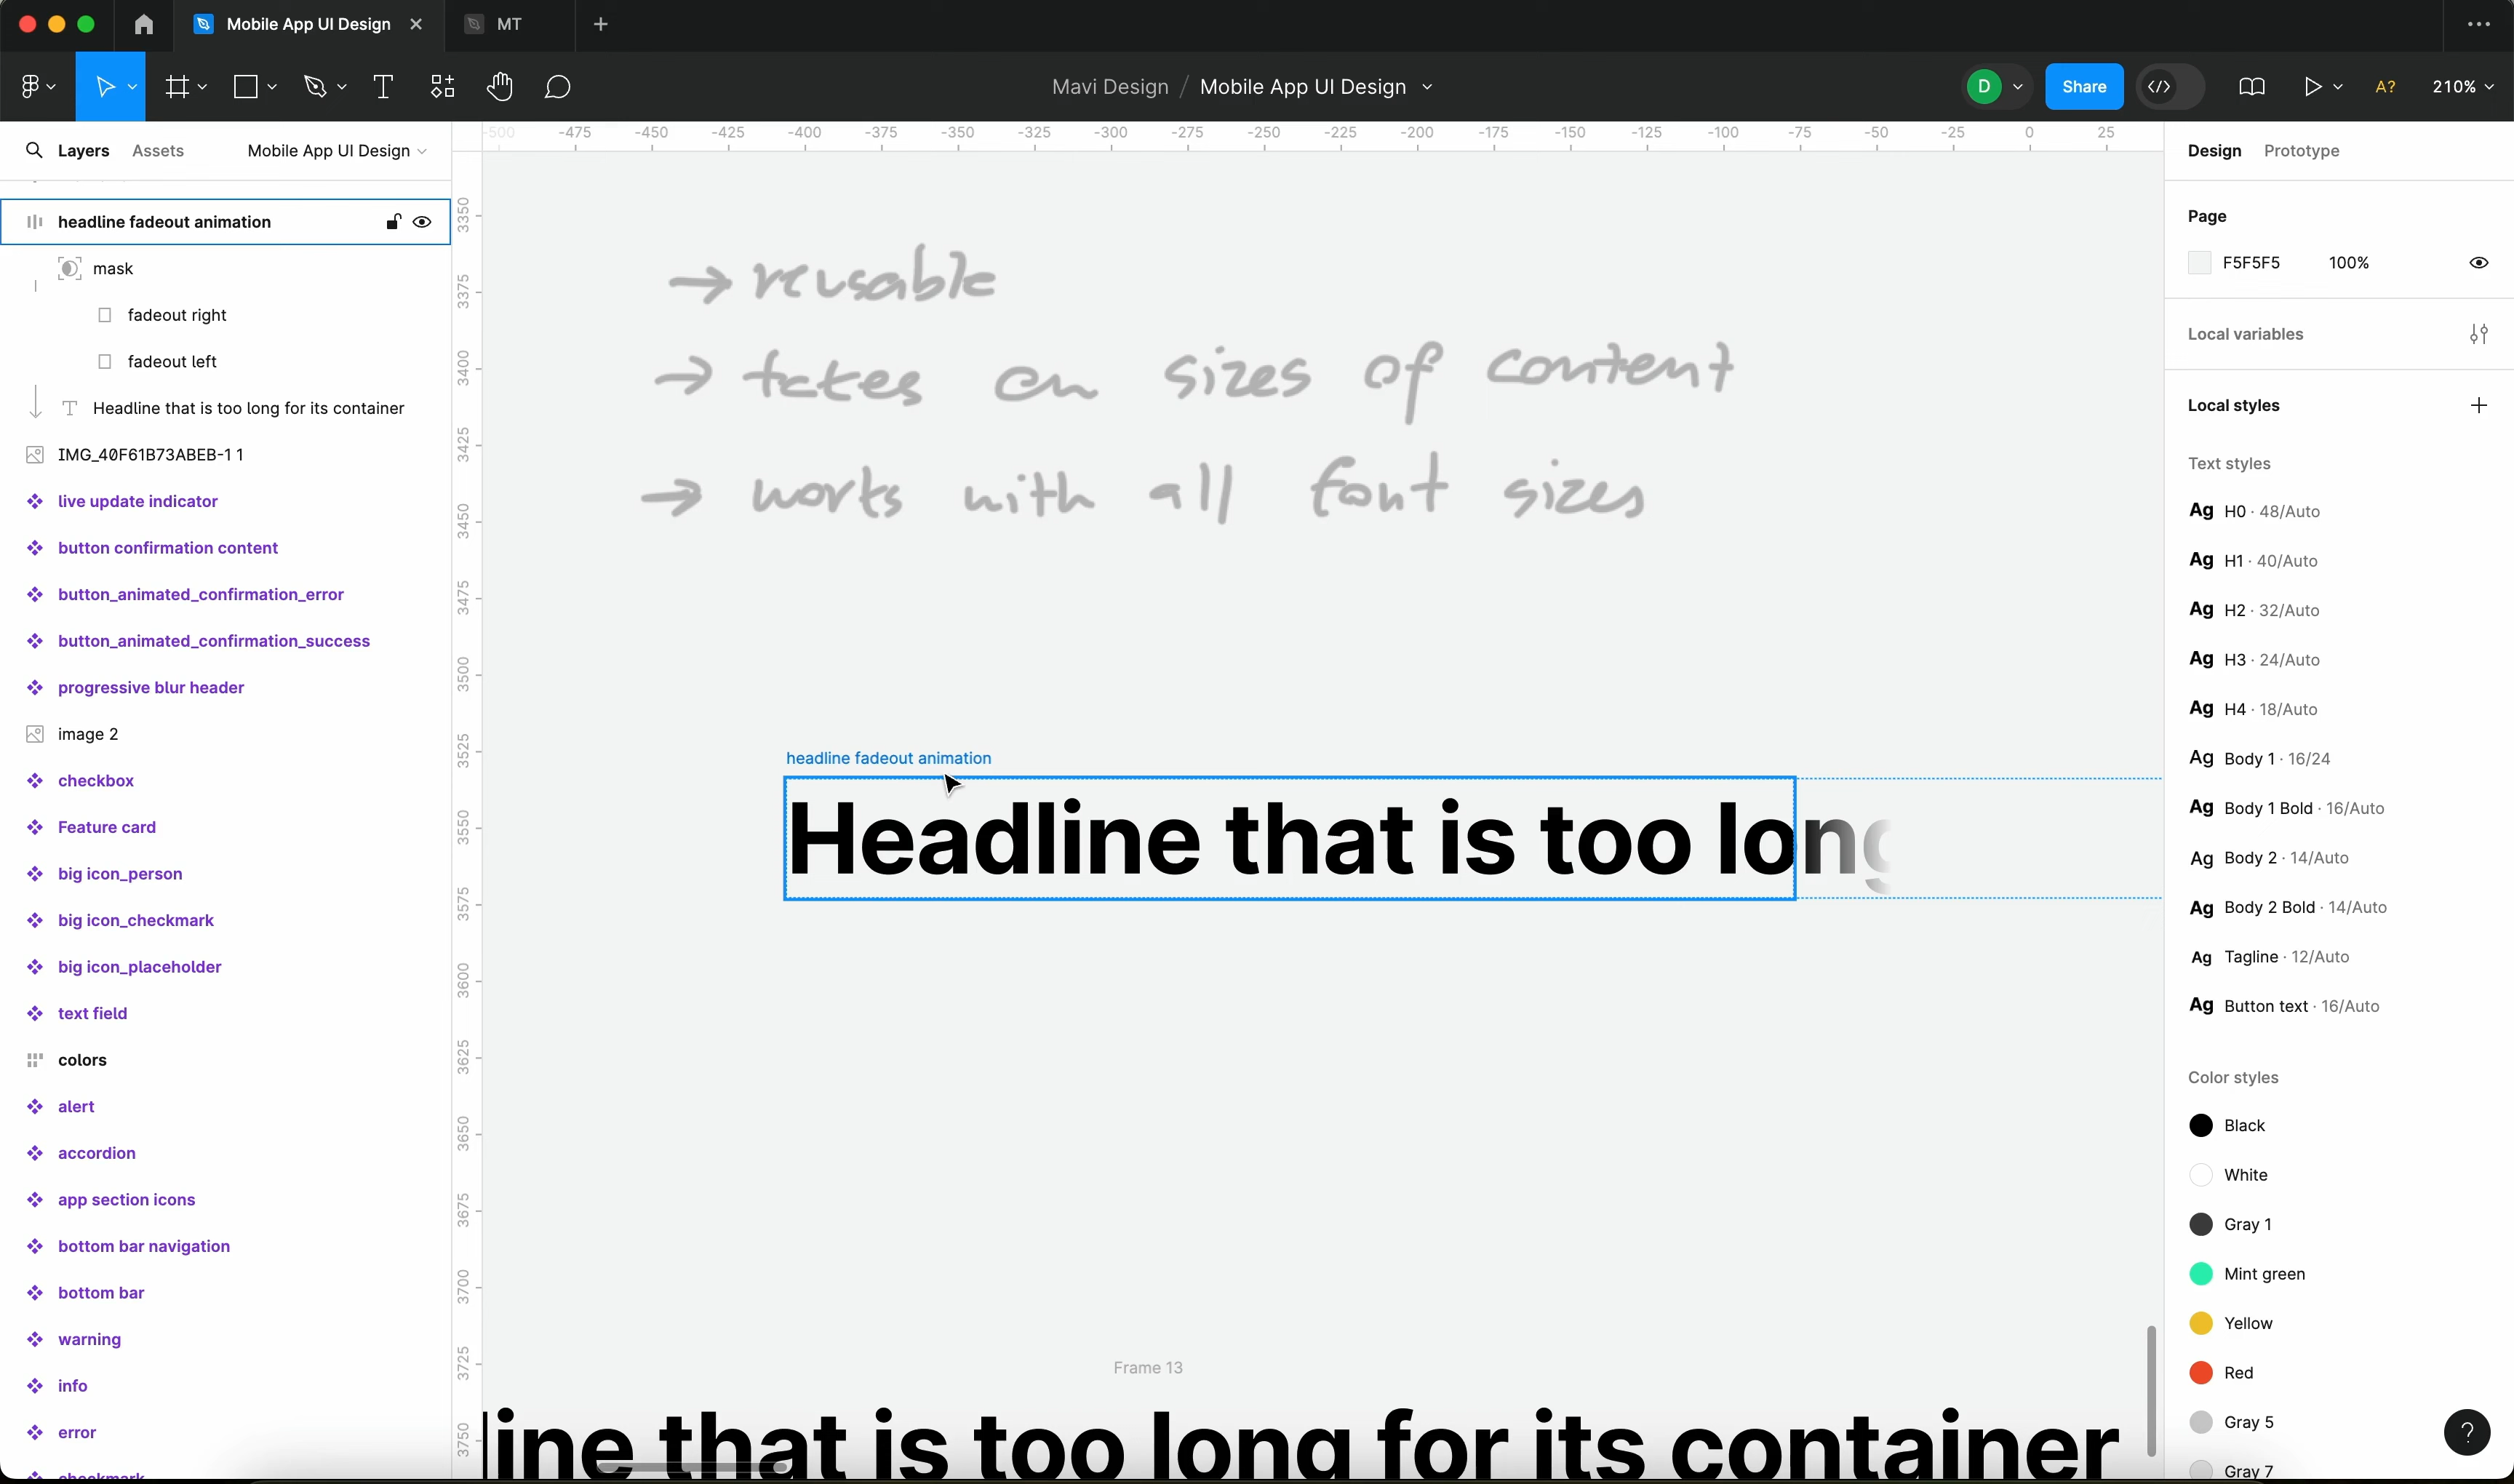 Mobile App UI Design
MT
Mavi Design / Mobile App UI Design
D
Share
A?
210%
Layers
Assets
Mobile App UI Design
headline fadeout animation
mask
fadeout right
fadeout left
Headline that is too long for its container
IMG_40F61B73ABEB-1 1
live update indicator
button confirmation content
button_animated_confirmation_error
button_animated_confirmation_success
progressive blur header
image 2
checkbox
Feature card
big icon_person
big icon_checkmark
big icon_placeholder
text field
colors
alert
accordion
app section icons
bottom bar navigation
bottom bar
warning
info
error
checkmark
-500 -475 -450 -425 -400 -375 -350 -325 -300 -275 -250 -225 -200 -175 -150 -125 -100 -75 -50 -25 0 25
3350
3375
3400
3425
3450
3475
3500
3525
3550
3575
3600
3625
3650
3675
3700
3725
3750
→ reusable
→ takes on sizes of content
→ works with all font sizes
headline fadeout animation
Headline that is too long
Frame 13
line that is too long for its container
Design
Prototype
Page
F5F5F5 100%
Local variables
Local styles
Text styles
Ag H0 · 48/Auto
Ag H1 · 40/Auto
Ag H2 · 32/Auto
Ag H3 · 24/Auto
Ag H4 · 18/Auto
Ag Body 1 · 16/24
Ag Body 1 Bold · 16/Auto
Ag Body 2 · 14/Auto
Ag Body 2 Bold · 14/Auto
Ag Tagline · 12/Auto
Ag Button text · 16/Auto
Color styles
Black
White
Gray 1
Mint green
Yellow
Red
Gray 5
Gray 7
?